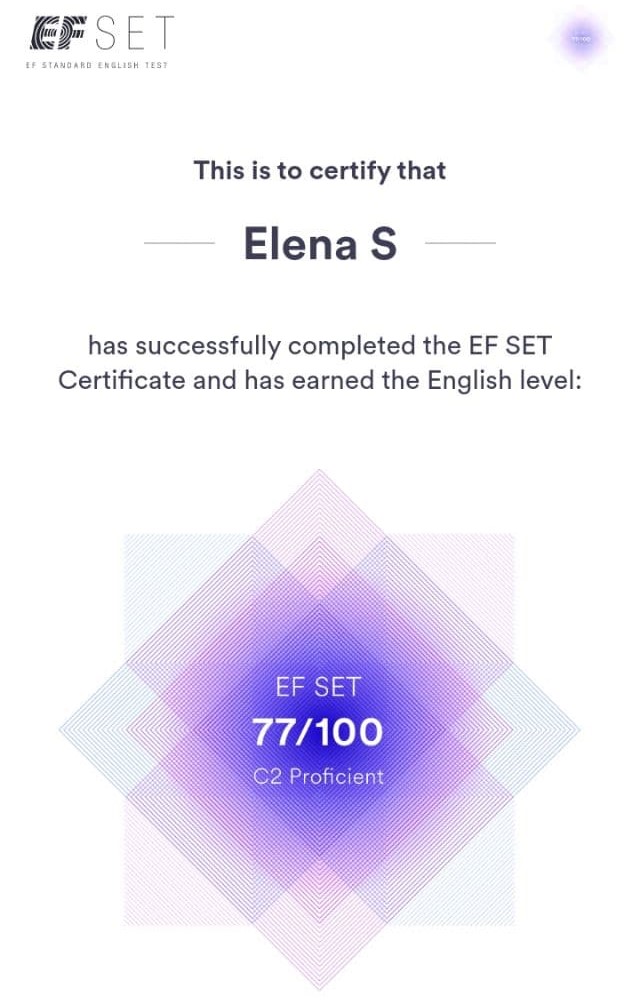 EF SET
EF STANDARD ENGLISH TEST
This is to certify that
Elena S
has successfully completed the EF SET
Certificate and has earned the English level:
EF SET
77/100
C2 Proficient